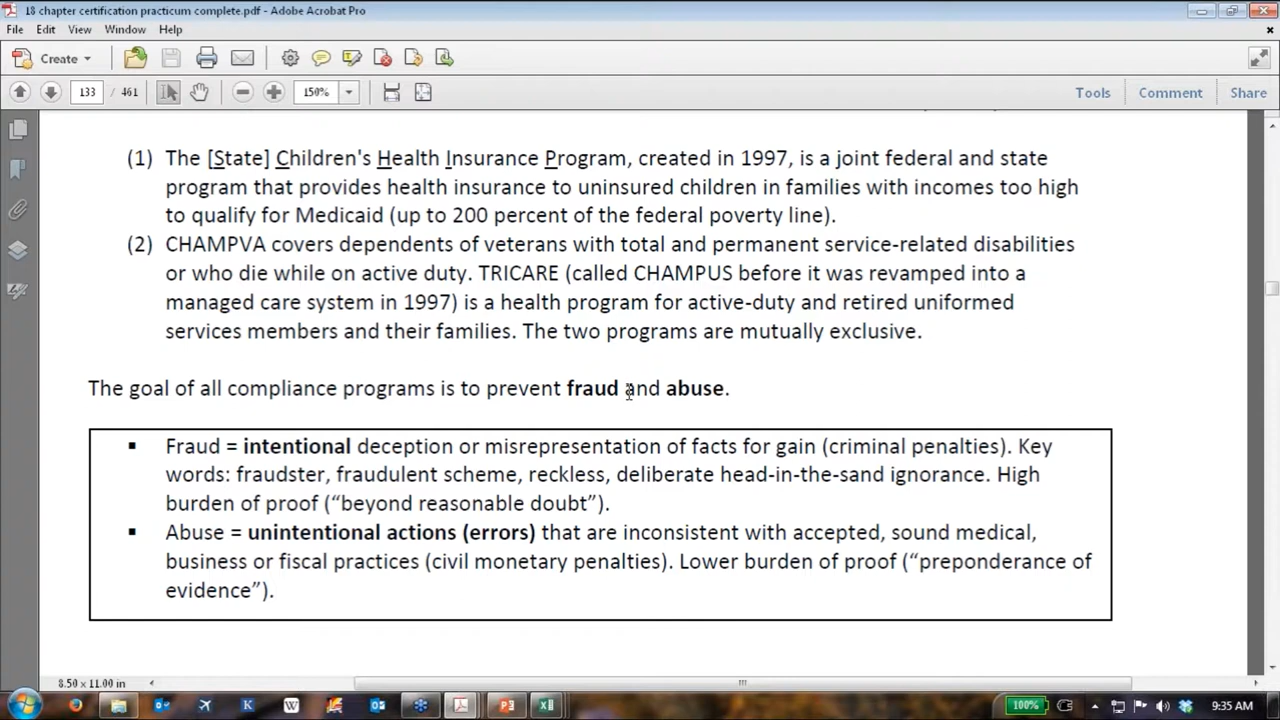 18 chapter certification practicum complete.pdf - Adobe Acrobat Pro
File Edit View Window Help
Create
133 / 461 150% Tools Comment Share
(1) The [State] Children's Health Insurance Program, created in 1997, is a joint federal and state
program that provides health insurance to uninsured children in families with incomes too high
to qualify for Medicaid (up to 200 percent of the federal poverty line).
(2) CHAMPVA covers dependents of veterans with total and permanent service-related disabilities
or who die while on active duty. TRICARE (called CHAMPUS before it was revamped into a
managed care system in 1997) is a health program for active-duty and retired uniformed
services members and their families. The two programs are mutually exclusive.
The goal of all compliance programs is to prevent fraud and abuse.
▪ Fraud = intentional deception or misrepresentation of facts for gain (criminal penalties). Key
words: fraudster, fraudulent scheme, reckless, deliberate head-in-the-sand ignorance. High
burden of proof (“beyond reasonable doubt”).
▪ Abuse = unintentional actions (errors) that are inconsistent with accepted, sound medical,
business or fiscal practices (civil monetary penalties). Lower burden of proof (“preponderance of
evidence”).
8.50 x 11.00 in
100% 9:35 AM